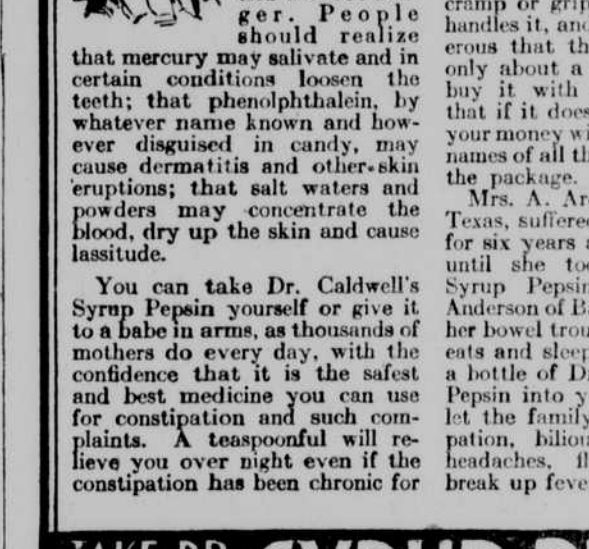 ger. People
should realize
that mercury may salivate and in
certain conditions loosen the
teeth; that phenolphthalein, by
whatever name known and how-
ever disguised in candy, may
cause dermatitis and other skin
eruptions; that salt waters and
powders may concentrate the
blood, dry up the skin and cause
lassitude.
You can take Dr. Caldwell's
Syrup Pepsin yourself or give it
to a babe in arms, as thousands of
mothers do every day, with the
confidence that it is the safest
and best medicine you can use
for constipation and such com-
plaints. A teaspoonful will re-
lieve you over night even if the
constipation has been chronic for
cramp or grip
handles it, and
erous that th
only about a
buy it with
that if it does
your money wi
names of all th
the package.
Mrs. A. Ar
Texas, suffered
for six years a
until she too
Syrup Pepsin
Anderson of Ba
her bowel trou
eats and sleep
a bottle of D
Pepsin into y
let the family
pation, biliou
headaches, fl
break up feve
TAKE DR.